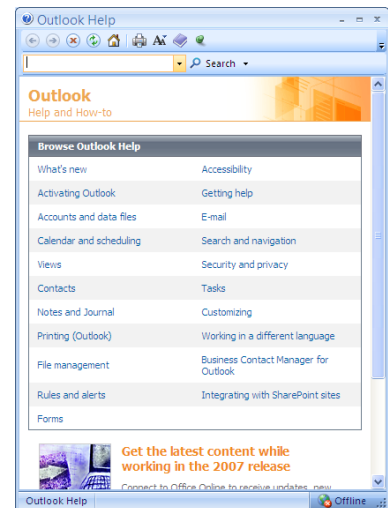 Outlook Help
Search
Outlook
Help and How-to
Browse Outlook Help
What's new
Accessibility
Activating Outlook
Getting help
Accounts and data files
E-mail
Calendar and scheduling
Search and navigation
Views
Security and privacy
Contacts
Tasks
Notes and Journal
Customizing
Printing (Outlook)
Working in a different language
File management
Business Contact Manager for
Outlook
Rules and alerts
Integrating with SharePoint sites
Forms
Get the latest content while
working in the 2007 release
Connect to Office Online to receive updates, new
Outlook Help
Offline